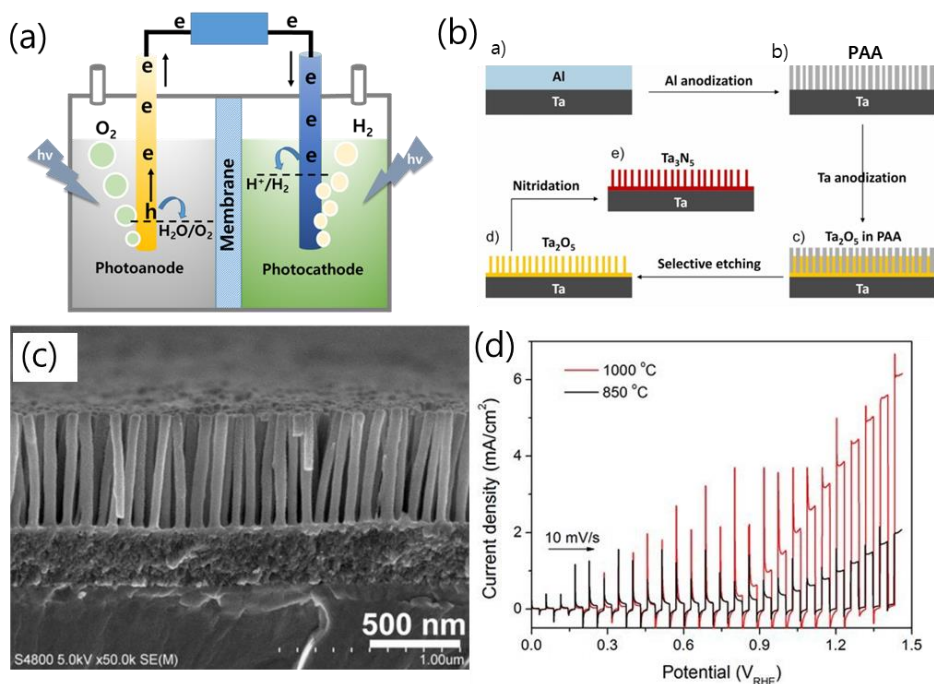 (a)
e
e
e
e
e
e
e
e
e
O₂
H₂
hν
hν
H⁺/H₂
h
H₂O/O₂
Membrane
Photoanode
Photocathode
(b)
a)
Al
Ta
Al anodization
b)
PAA
Ta
Ta anodization
Ta₂O₅ in PAA
c)
Ta
Selective etching
d)
Ta₂O₅
Ta
Nitridation
e)
Ta₃N₅
Ta
(c)
500 nm
S4800 5.0kV x50.0k SE(M)
1.00um
(d)
1000 °C
850 °C
10 mV/s
Current density (mA/cm²)
6
4
2
0
0.0
0.3
0.6
0.9
1.2
1.5
Potential (V_RHE)